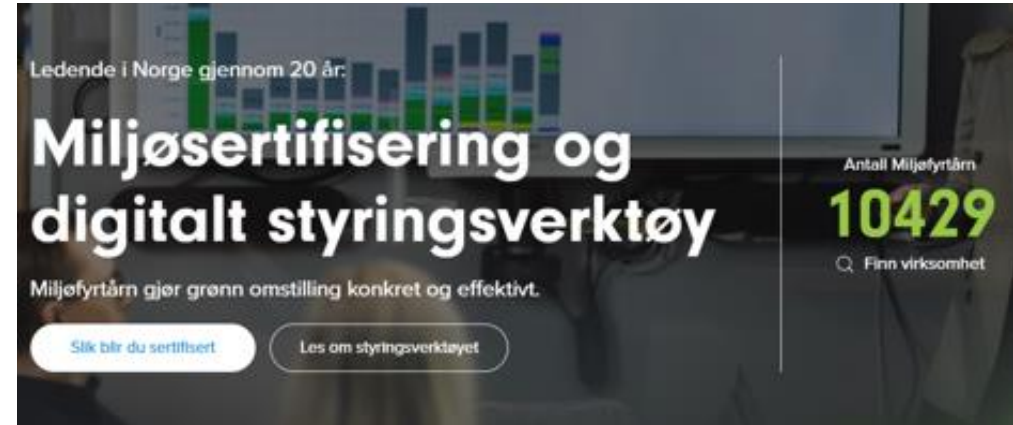 Ledende i Norge gjennom 20 år:
Miljøsertifisering og
digitalt styringsverktøy
Miljøfyrtårn gjør grønn omstilling konkret og effektivt.
Slik blir du sertifisert
Les om styringsverktøyet
Antall Miljøfyrtårn
10429
Finn virksomhet